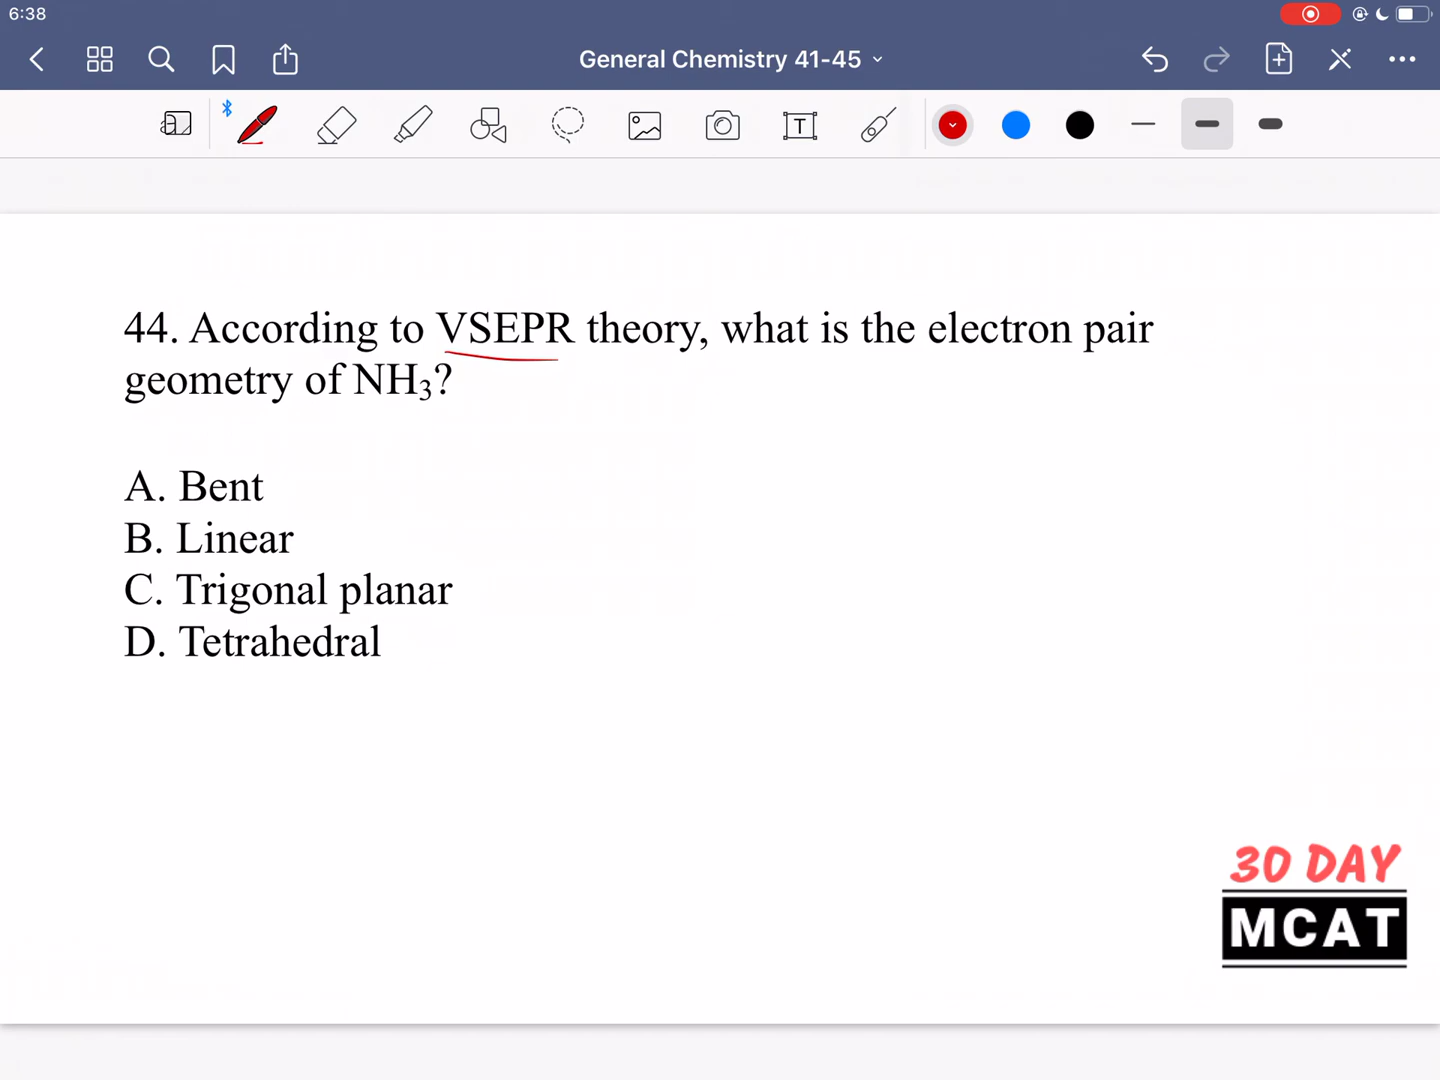 6:38
General Chemistry 41-45
T
44. According to VSEPR theory, what is the electron pair
geometry of NH₃?
A. Bent
B. Linear
C. Trigonal planar
D. Tetrahedral
30 DAY
MCAT